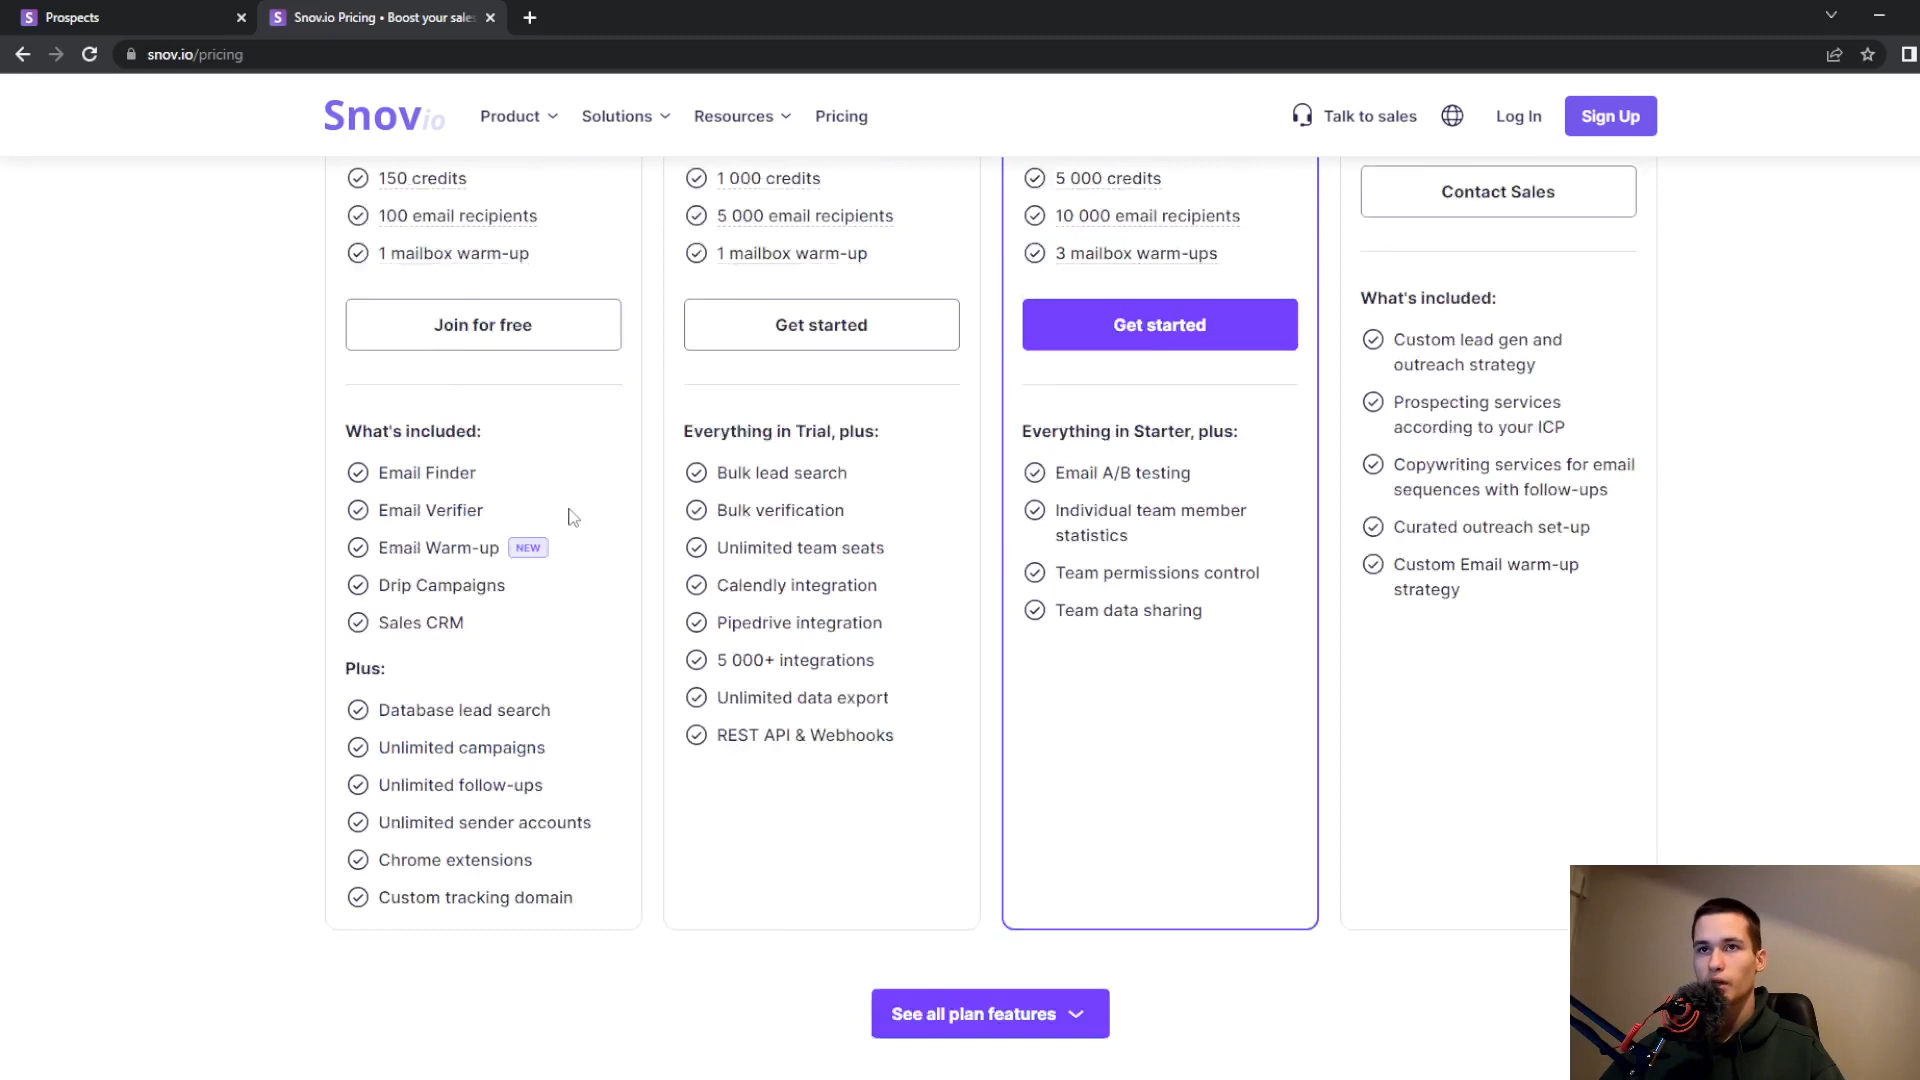 Prospects
Snov.io Pricing • Boost your sales
snov.io/pricing
Snov.io
Product
Solutions
Resources
Pricing
Talk to sales
Log In
Sign Up
150 credits
100 email recipients
1 mailbox warm-up
Join for free
What's included:
Email Finder
Email Verifier
Email Warm-up NEW
Drip Campaigns
Sales CRM
Plus:
Database lead search
Unlimited campaigns
Unlimited follow-ups
Unlimited sender accounts
Chrome extensions
Custom tracking domain
1 000 credits
5 000 email recipients
1 mailbox warm-up
Get started
Everything in Trial, plus:
Bulk lead search
Bulk verification
Unlimited team seats
Calendly integration
Pipedrive integration
5 000+ integrations
Unlimited data export
REST API & Webhooks
5 000 credits
10 000 email recipients
3 mailbox warm-ups
Get started
Everything in Starter, plus:
Email A/B testing
Individual team member
statistics
Team permissions control
Team data sharing
Contact Sales
What's included:
Custom lead gen and
outreach strategy
Prospecting services
according to your ICP
Copywriting services for email
sequences with follow-ups
Curated outreach set-up
Custom Email warm-up
strategy
See all plan features